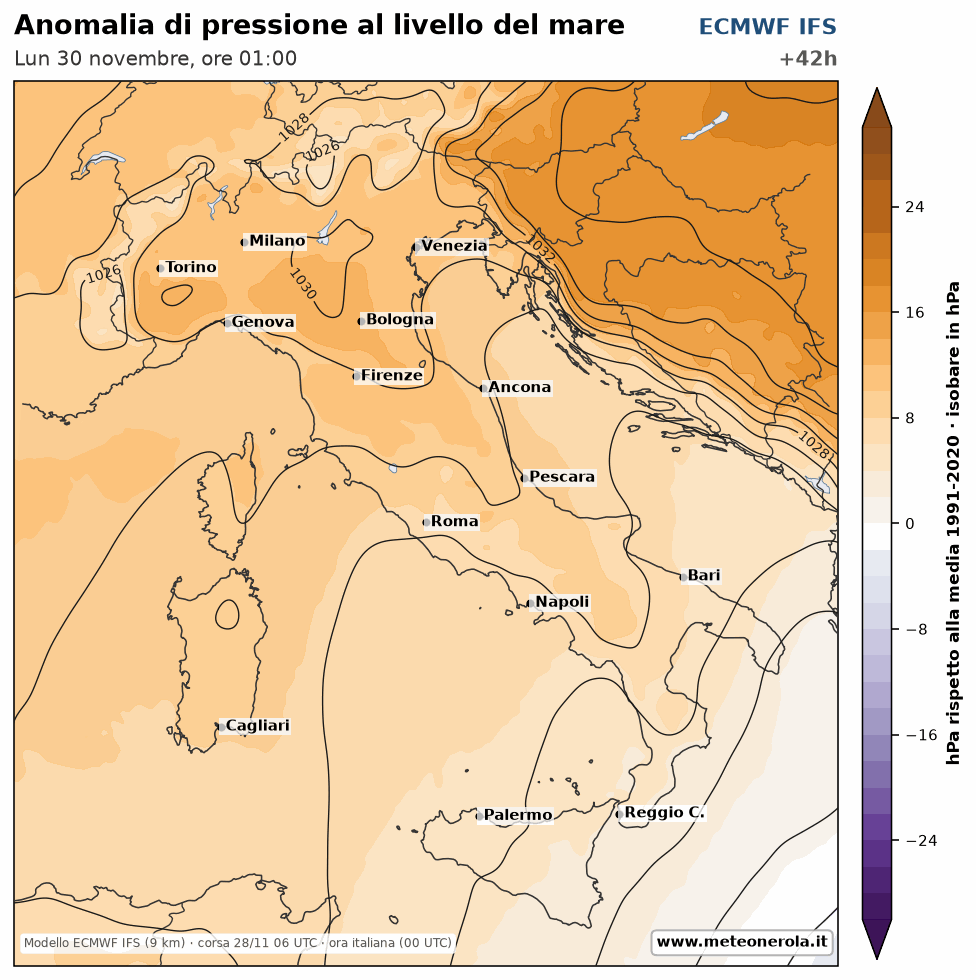 Anomalia di pressione al livello del mare
ECMWF IFS
Lun 30 novembre, ore 01:00
+42h
1028
1026
Milano
Venezia
1032
Torino
1026
1030
Genova
Bologna
Firenze
Ancona
1028
Pescara
Roma
Bari
Napoli
Cagliari
Palermo
Reggio C.
24
16
8
0
−8
−16
−24
hPa rispetto alla media 1991-2020 · isobare in hPa
Modello ECMWF IFS (9 km) · corsa 28/11 06 UTC · ora italiana (00 UTC)
www.meteonerola.it